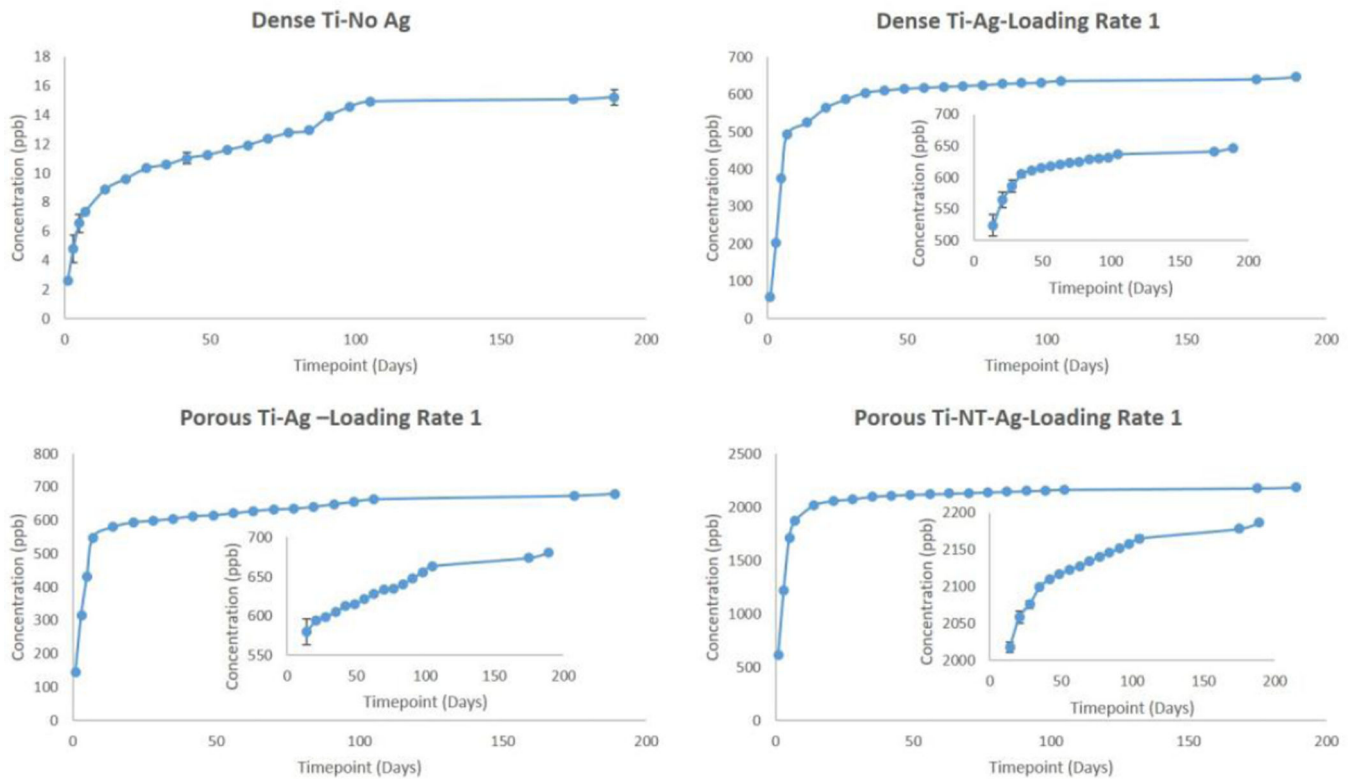 Dense Ti-No Ag
18
16
14
12
10
8
6
4
2
0
Concentration (ppb)
0 50 100 150 200
Timepoint (Days)
Dense Ti-Ag-Loading Rate 1
700
600
500
400
300
200
100
0
Concentration (ppb)
0 50 100 150 200
Timepoint (Days)
700
650
600
550
500
Concentration (ppb)
0 50 100 150 200
Timepoint (Days)
Porous Ti-Ag –Loading Rate 1
800
700
600
500
400
300
200
100
0
Concentration (ppb)
0 50 100 150 200
Timepoint (Days)
700
650
600
550
Concentration (ppb)
0 50 100 150 200
Timepoint (Days)
Porous Ti-NT-Ag-Loading Rate 1
2500
2000
1500
1000
500
0
Concentration (ppb)
0 50 100 150 200
Timepoint (Days)
2200
2150
2100
2050
2000
Concentration (ppb)
0 50 100 150 200
Timepoint (Days)